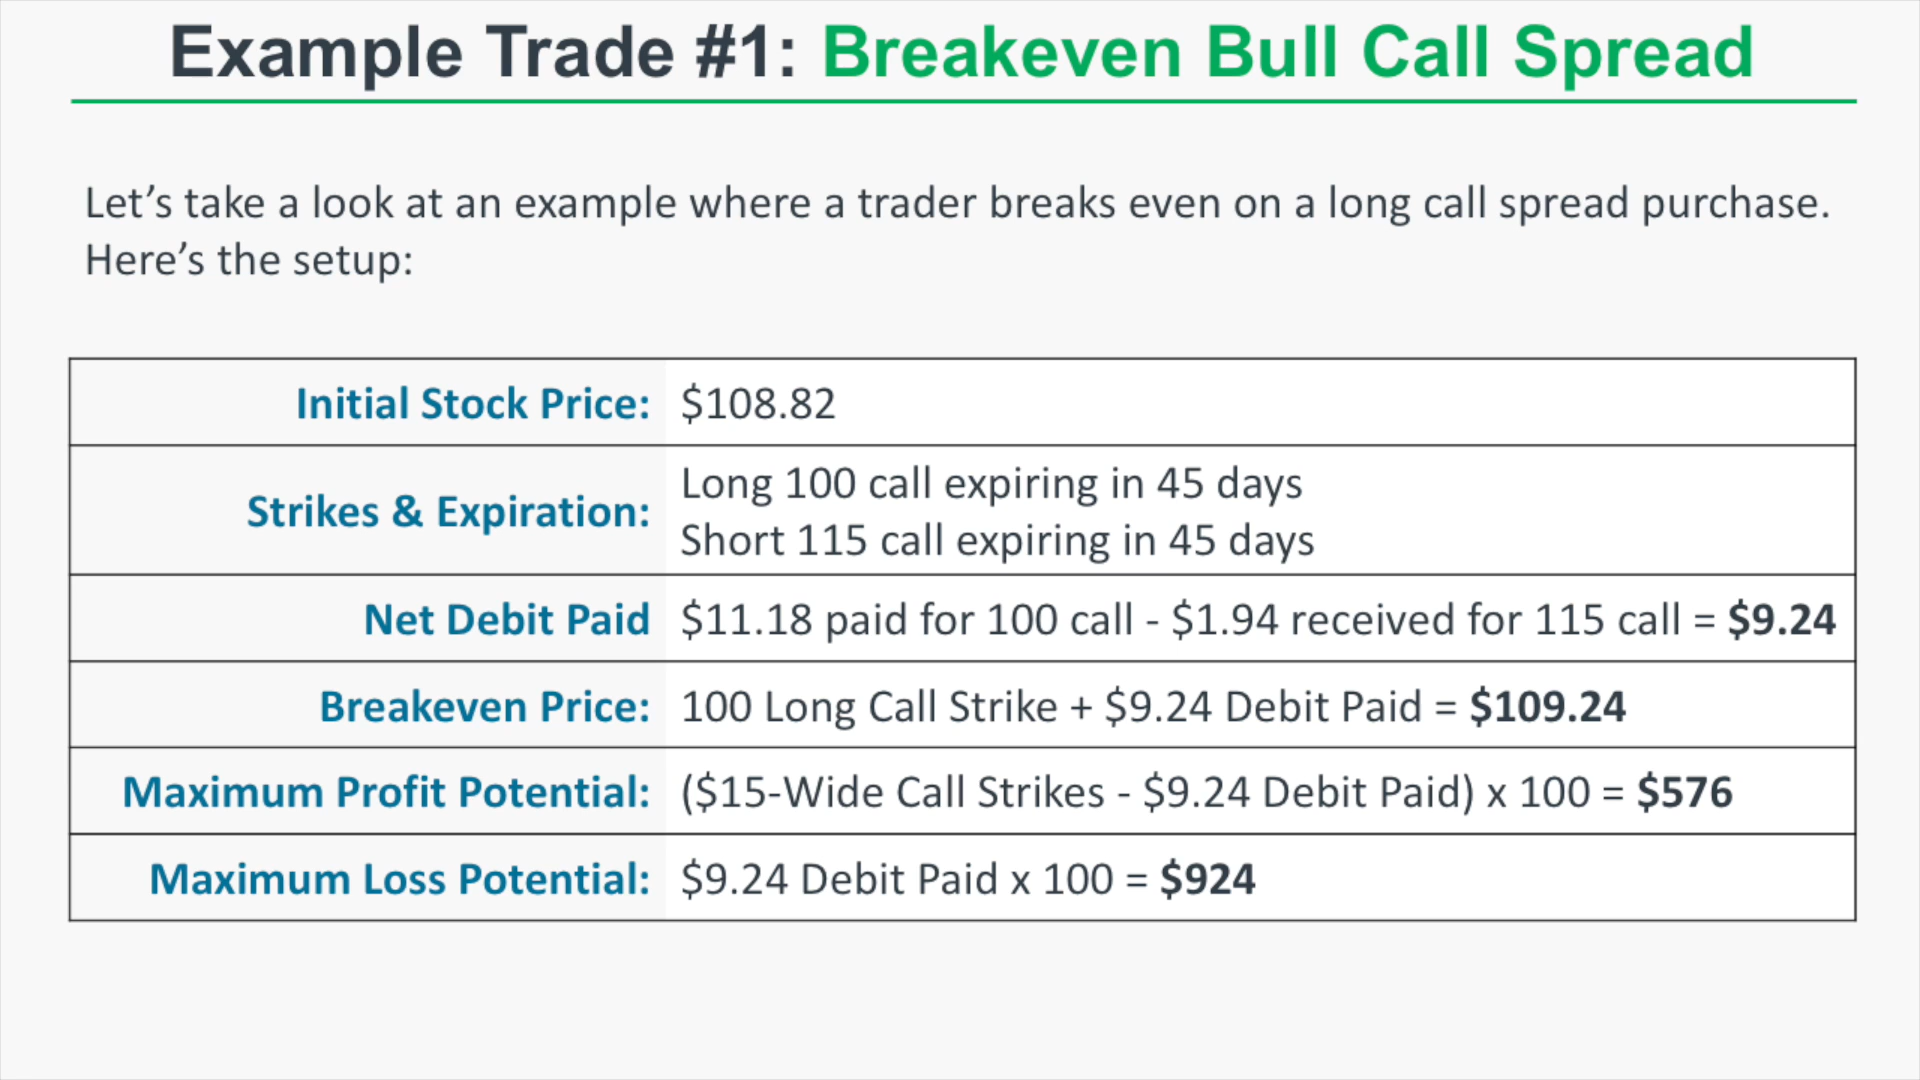 Example Trade #1: Breakeven Bull Call Spread
Let’s take a look at an example where a trader breaks even on a long call spread purchase.
Here’s the setup:
Initial Stock Price: $108.82
Strikes & Expiration: Long 100 call expiring in 45 days
Short 115 call expiring in 45 days
Net Debit Paid $11.18 paid for 100 call - $1.94 received for 115 call = $9.24
Breakeven Price: 100 Long Call Strike + $9.24 Debit Paid = $109.24
Maximum Profit Potential: ($15-Wide Call Strikes - $9.24 Debit Paid) x 100 = $576
Maximum Loss Potential: $9.24 Debit Paid x 100 = $924